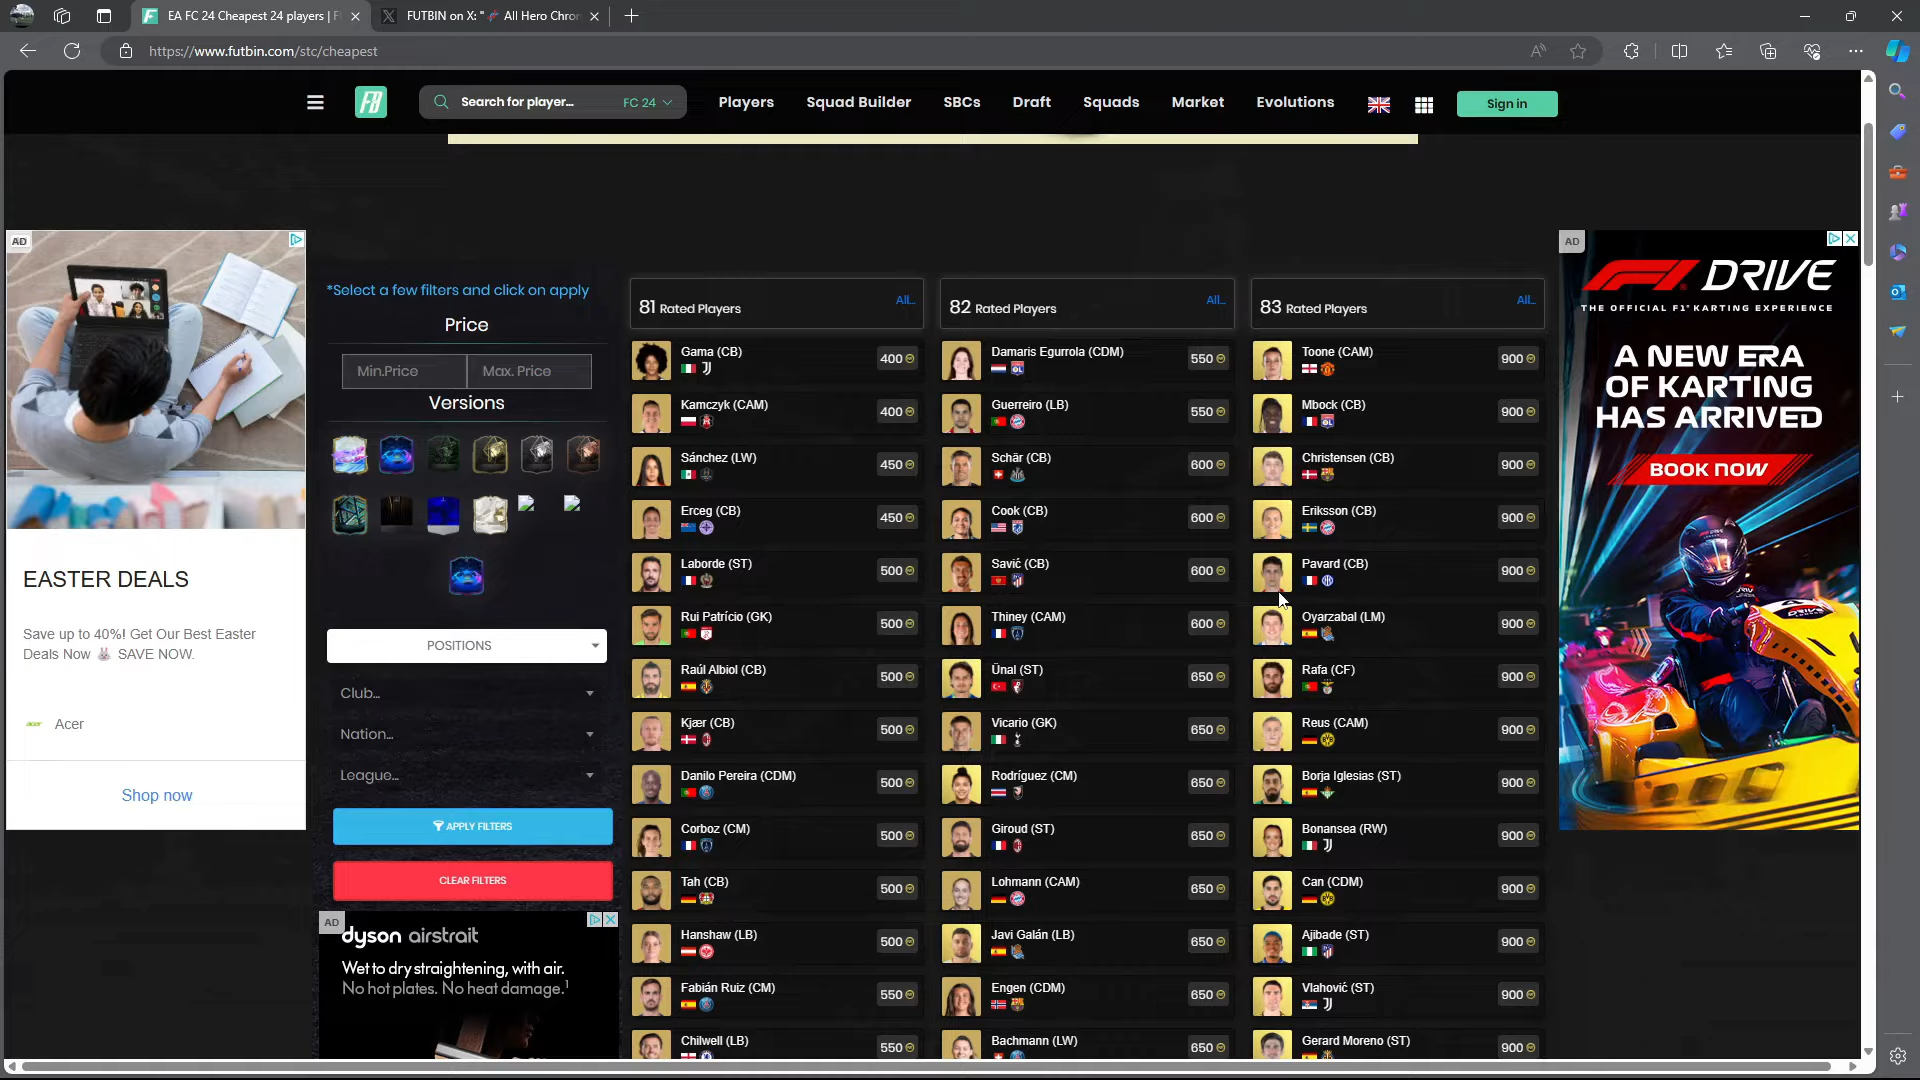 EA FC 24 Cheapest 24 players | F
FUTBIN on X: " All Hero Chron
https://www.futbin.com/stc/cheapest
F8
Search for player...
FC 24
Players
Squad Builder
SBCs
Draft
Squads
Market
Evolutions
Sign in
AD
EASTER DEALS
Save up to 40%! Get Our Best Easter
Deals Now 🐰 SAVE NOW.
acer
Acer
Shop now
*Select a few filters and click on apply
Price
Min.Price
Max. Price
Versions
POSITIONS
Club...
Nation...
League...
APPLY FILTERS
CLEAR FILTERS
AD
dyson airstrait
Wet to dry straightening, with air.
No hot plates. No heat damage.¹
81 Rated Players
All...
Gama (CB)
400
Kamczyk (CAM)
400
Sánchez (LW)
450
Erceg (CB)
450
Laborde (ST)
500
Rui Patrício (GK)
500
Raúl Albiol (CB)
500
Kjær (CB)
500
Danilo Pereira (CDM)
500
Corboz (CM)
500
Tah (CB)
500
Hanshaw (LB)
500
Fabián Ruiz (CM)
550
Chilwell (LB)
550
82 Rated Players
All...
Damaris Egurrola (CDM)
550
Guerreiro (LB)
550
Schär (CB)
600
Cook (CB)
600
Savić (CB)
600
Thiney (CAM)
600
Ünal (ST)
650
Vicario (GK)
650
Rodríguez (CM)
650
Giroud (ST)
650
Lohmann (CAM)
650
Javi Galán (LB)
650
Engen (CDM)
650
Bachmann (LW)
650
83 Rated Players
All...
Toone (CAM)
900
Mbock (CB)
900
Christensen (CB)
900
Eriksson (CB)
900
Pavard (CB)
900
Oyarzabal (LM)
900
Rafa (CF)
900
Reus (CAM)
900
Borja Iglesias (ST)
900
Bonansea (RW)
900
Can (CDM)
900
Ajibade (ST)
900
Vlahović (ST)
900
Gerard Moreno (ST)
900
AD
F1 DRIVE
THE OFFICIAL F1® KARTING EXPERIENCE
A NEW ERA
OF KARTING
HAS ARRIVED
BOOK NOW